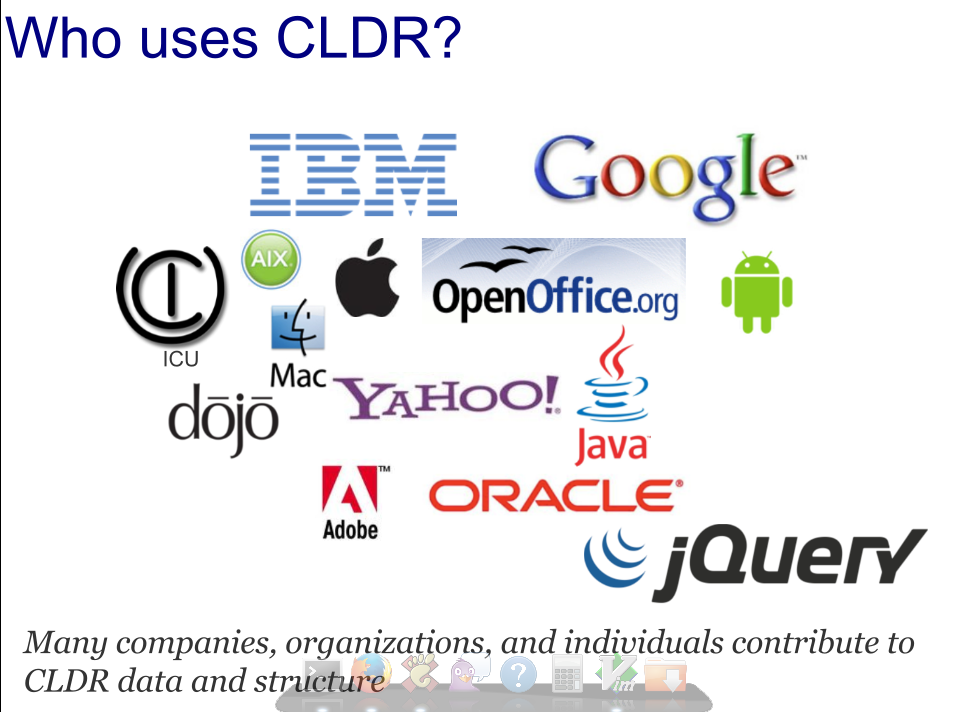 Who uses CLDR?
IBM
Google™
AIX
OpenOffice.org
ICU
Mac
YAHOO!
dōjō
Java
Adobe™
ORACLE®
jQuery
Many companies, organizations, and individuals contribute to
CLDR data and structure